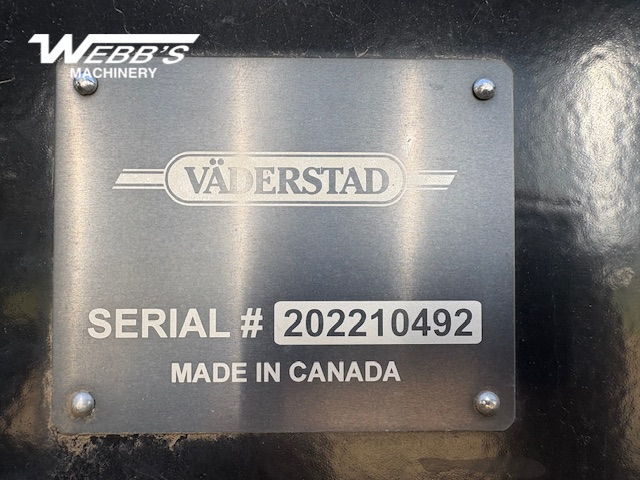 WEBB'S
MACHINERY
VÄDERSTAD
SERIAL # 202210492
MADE IN CANADA